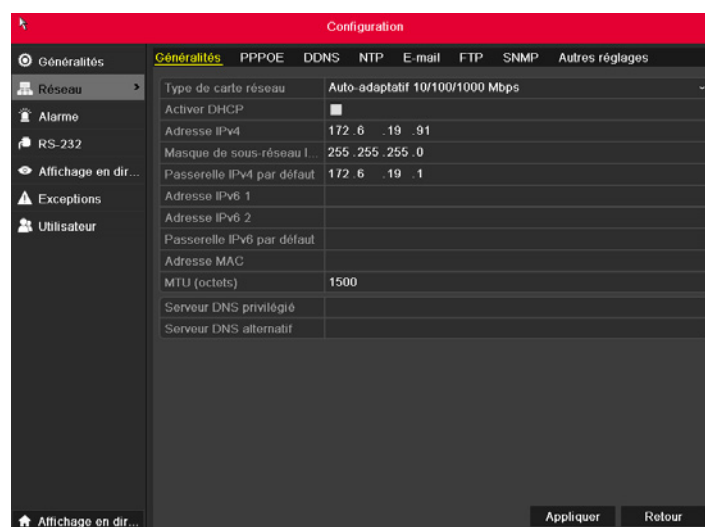 Configuration
Généralités
Réseau >
Alarme
RS-232
Affichage en dir...
Exceptions
Utilisateur
Affichage en dir...
Généralités PPPOE DDNS NTP E-mail FTP SNMP Autres réglages
Type de carte réseau Auto-adaptatif 10/100/1000 Mbps
Activer DHCP
Adresse IPv4 172 .6 .19 .91
Masque de sous-réseau I... 255 .255 .255 .0
Passerelle IPv4 par défaut 172 .6 .19 .1
Adresse IPv6 1
Adresse IPv6 2
Passerelle IPv6 par défaut
Adresse MAC
MTU (octets) 1500
Serveur DNS privilégié
Serveur DNS alternatif
Appliquer Retour